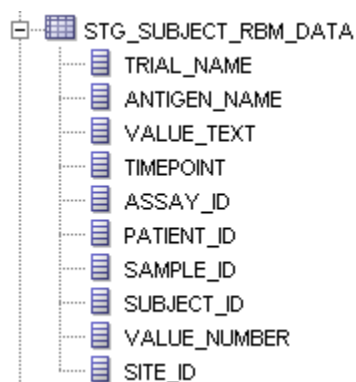 STG_SUBJECT_RBM_DATA
TRIAL_NAME
ANTIGEN_NAME
VALUE_TEXT
TIMEPOINT
ASSAY_ID
PATIENT_ID
SAMPLE_ID
SUBJECT_ID
VALUE_NUMBER
SITE_ID